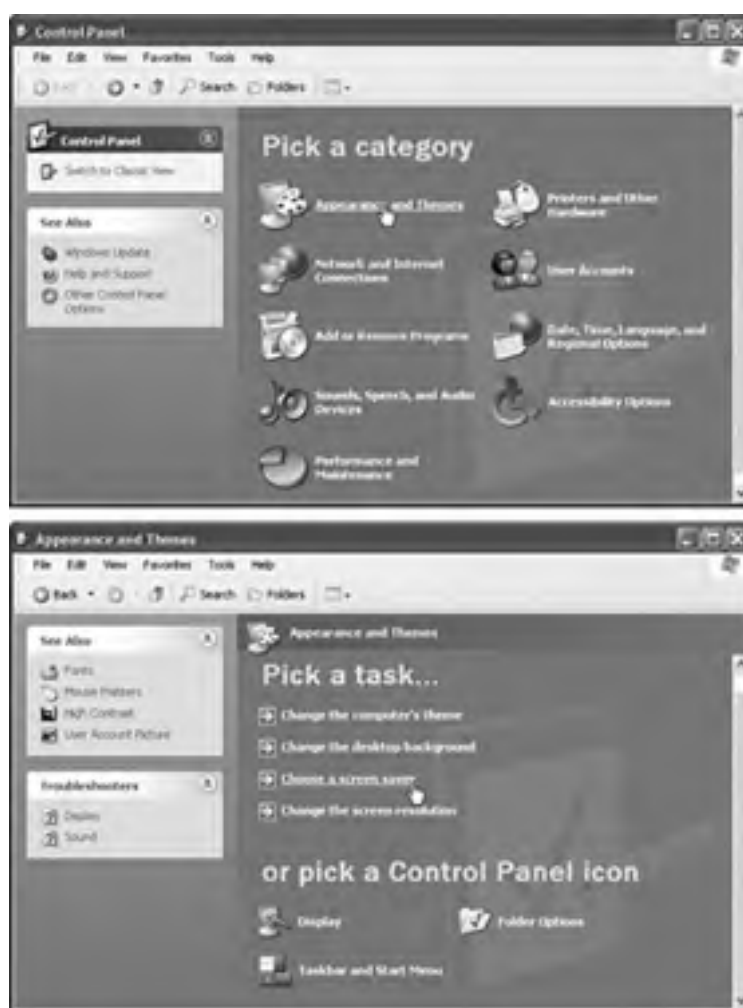 Control Panel
File Edit View Favorites Tools Help
Search Folders
Control Panel
Switch to Classic View
See Also
Windows Update
Help and Support
Other Control Panel
Options
Pick a category
Appearance and Themes
Printers and Other
Hardware
Network and Internet
Connections
User Accounts
Add or Remove Programs
Date, Time, Language, and
Regional Options
Sounds, Speech, and Audio
Devices
Accessibility Options
Performance and
Maintenance
Appearance and Themes
File Edit View Favorites Tools Help
Back Search Folders
See Also
Fonts
Mouse Pointers
High Contrast
User Account Picture
Troubleshooters
Display
Sound
Appearance and Themes
Pick a task...
Change the computer's theme
Change the desktop background
Choose a screen saver
Change the screen resolution
or pick a Control Panel icon
Display
Folder Options
Taskbar and Start Menu